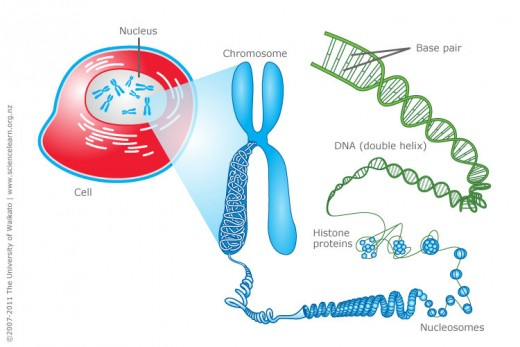 Nucleus
Chromosome
Base pair
Cell
DNA (double helix)
Histone
proteins
Nucleosomes
©2007-2011 The University of Waikato | www.sciencelearn.org.nz